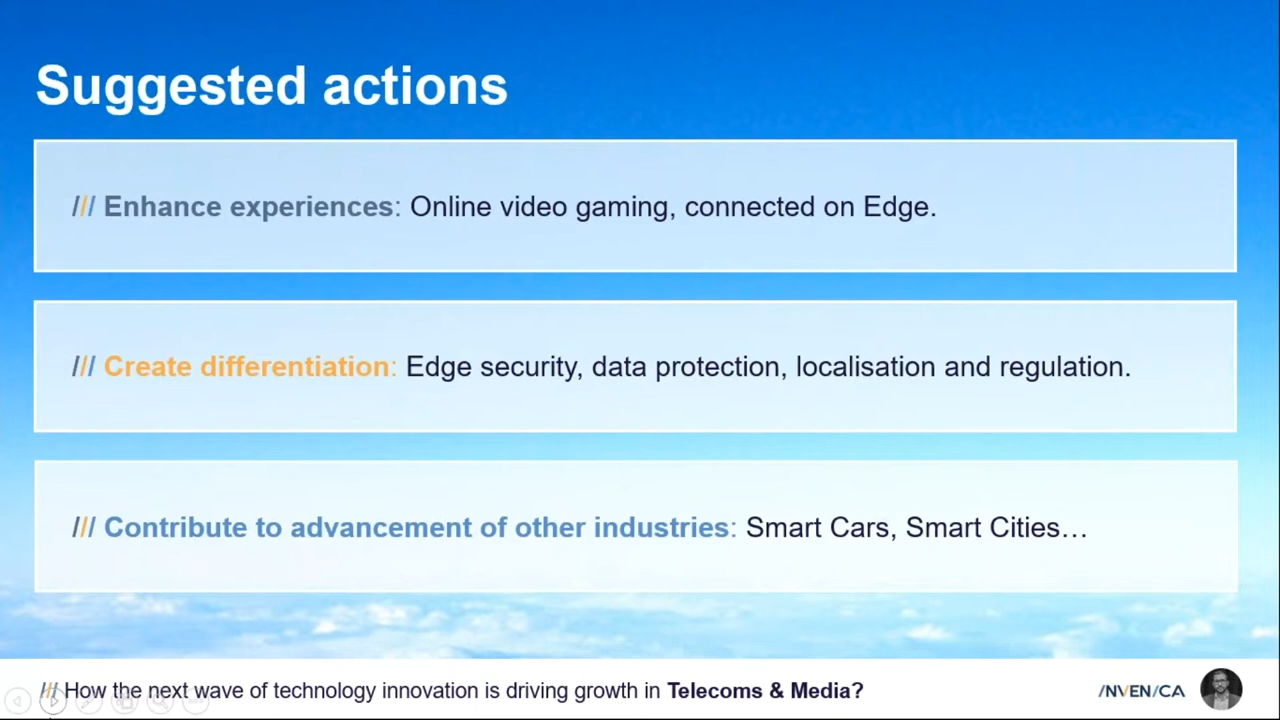 Suggested actions
/// Enhance experiences: Online video gaming, connected on Edge.
/// Create differentiation: Edge security, data protection, localisation and regulation.
/// Contribute to advancement of other industries: Smart Cars, Smart Cities…
/// How the next wave of technology innovation is driving growth in Telecoms & Media?
/NVEN/CA